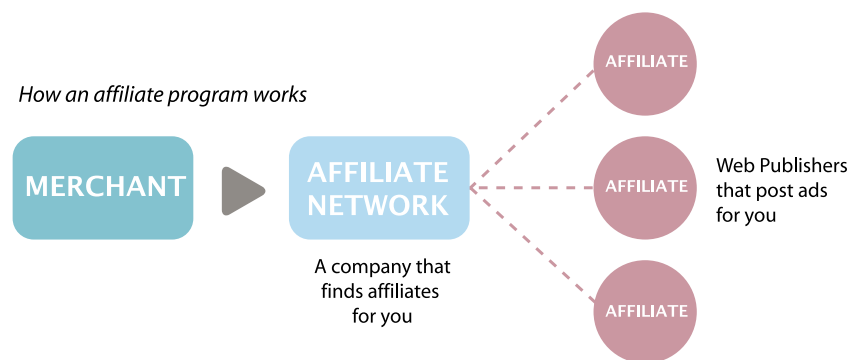 How an affiliate program works
MERCHANT
AFFILIATE
NETWORK
A company that
finds affiliates
for you
AFFILIATE
AFFILIATE
AFFILIATE
Web Publishers
that post ads
for you